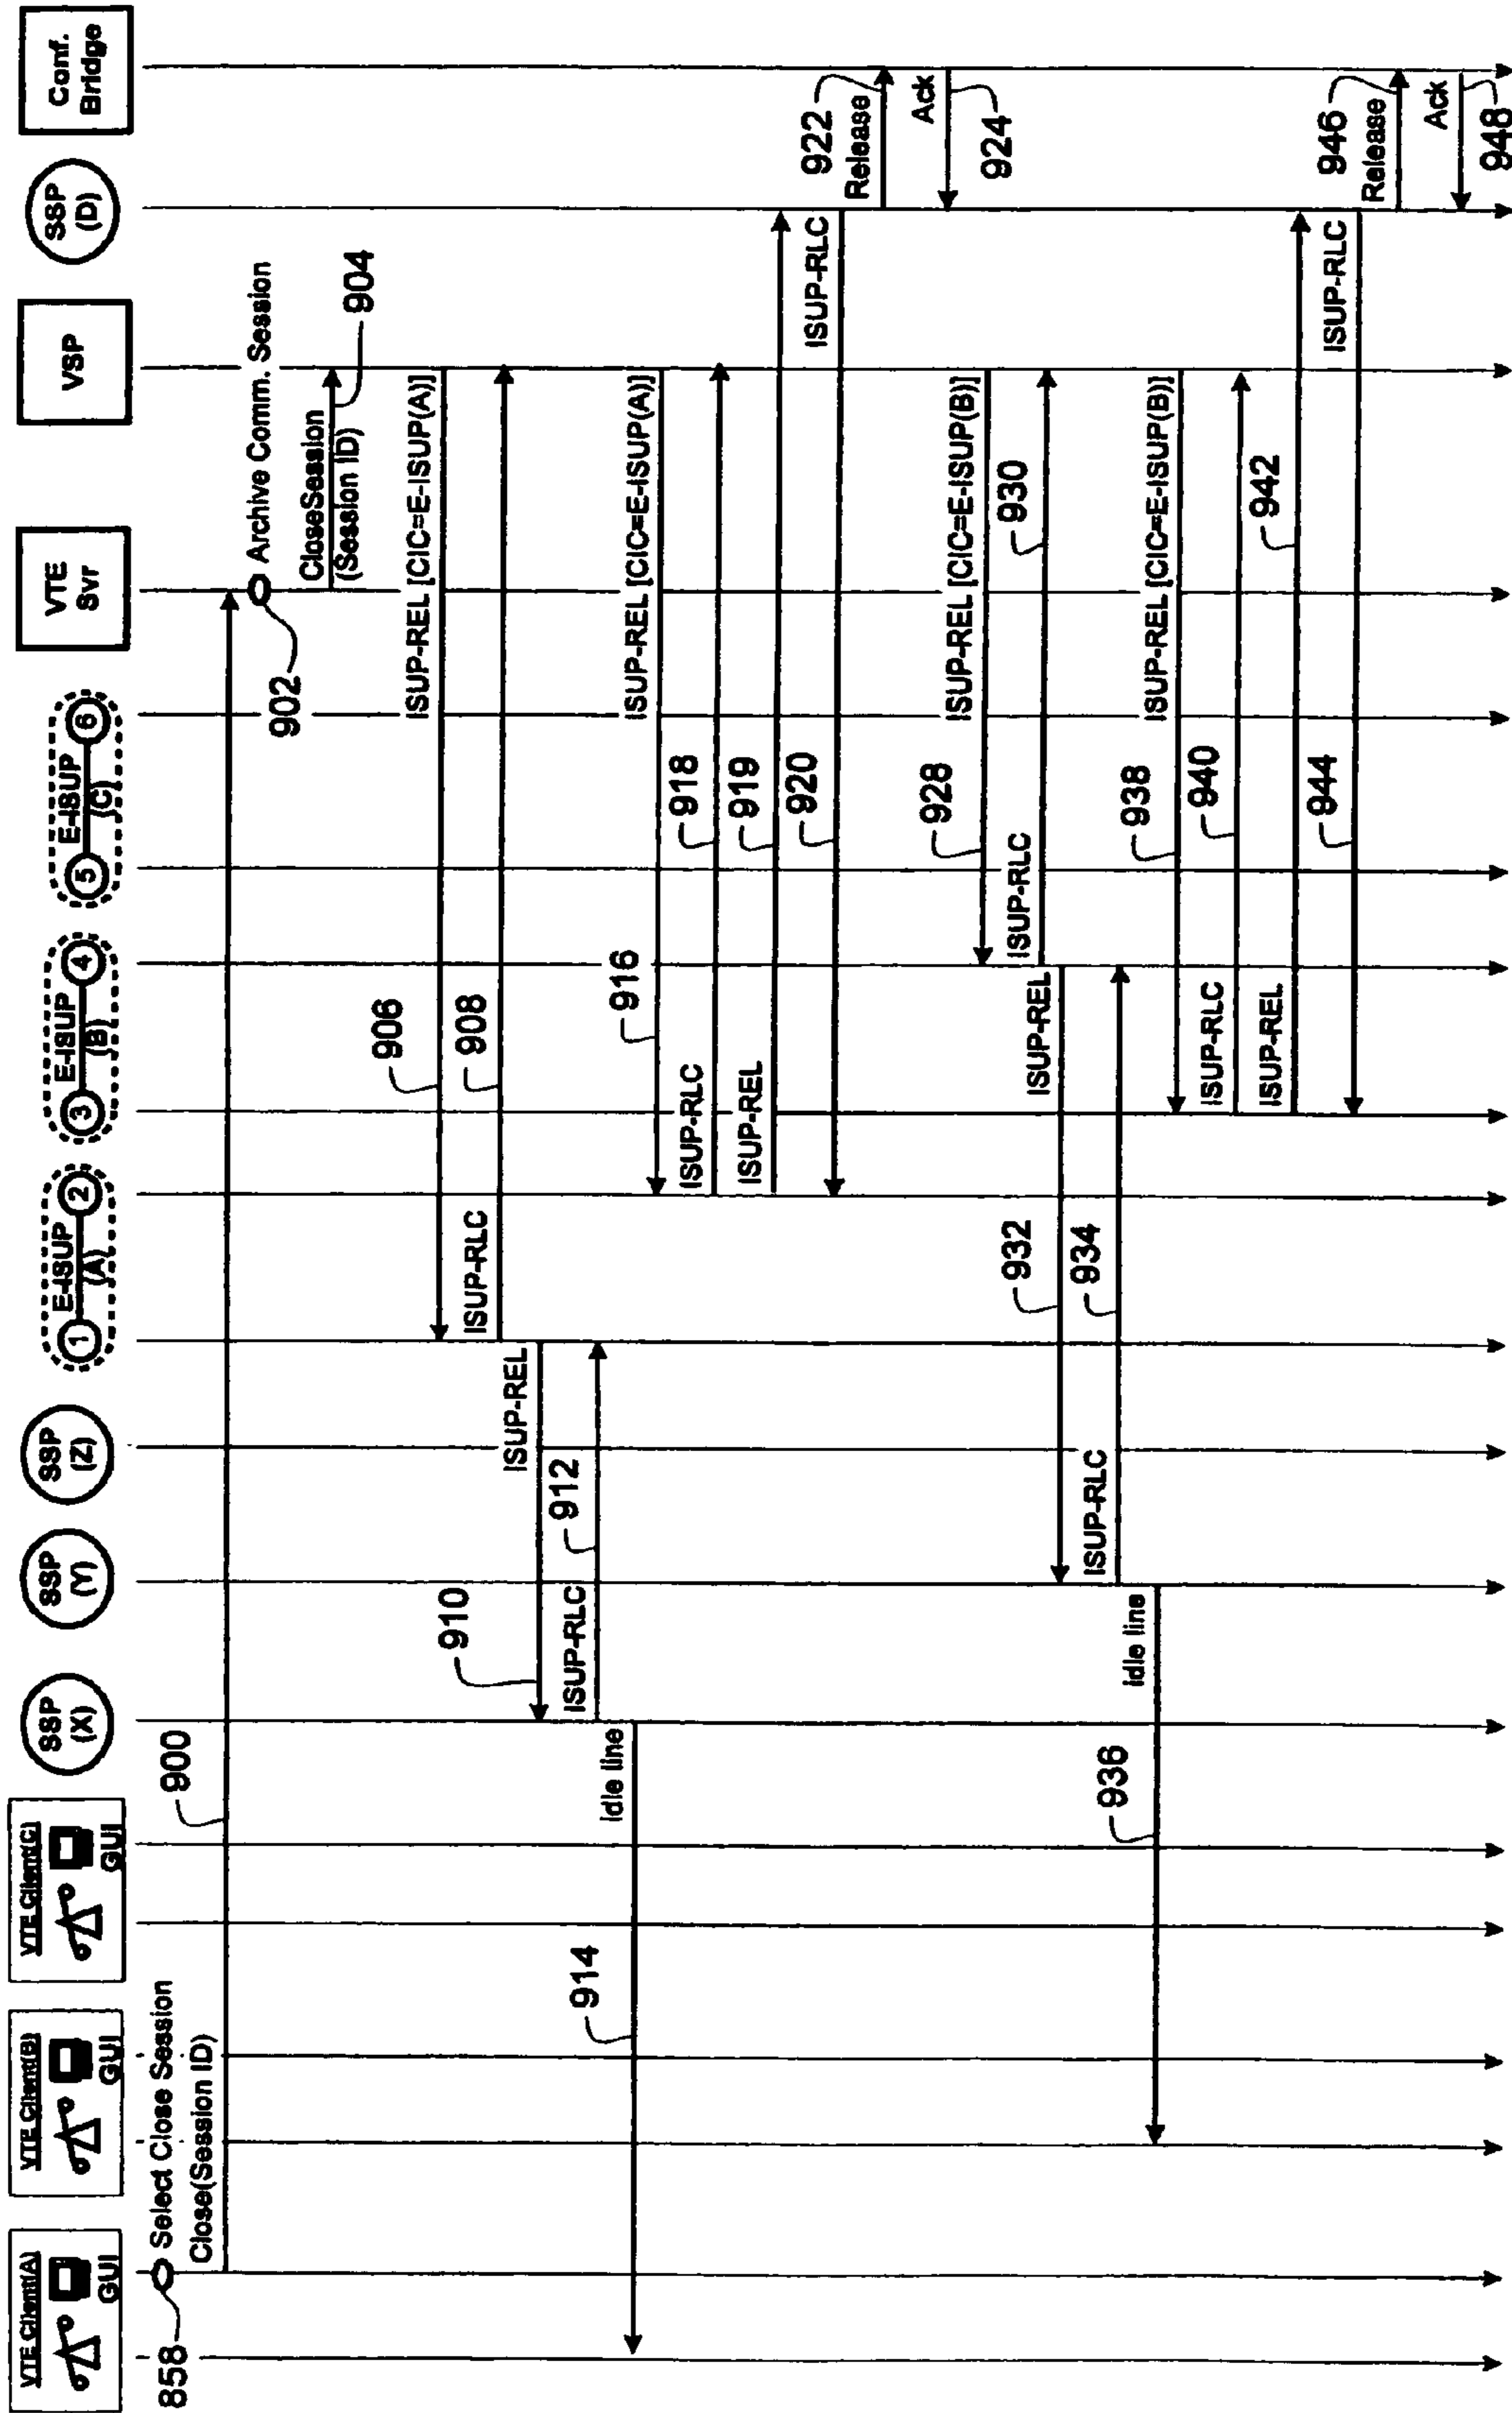 VTE Client(A)
GUI
VTE Client(B)
GUI
VTE Client(C)
GUI
SSP
(X)
SSP
(Y)
SSP
(Z)
1
E-ISUP
(A)
2
3
E-ISUP
(B)
4
5
E-ISUP
(C)
6
VTE
Svr
VSP
SSP
(D)
Conf.
Bridge
858
Select Close Session
Close(Session ID)
900
902
Archive Comm. Session
CloseSession
(Session ID)
904
906
ISUP-REL [CIC=E-ISUP(A)]
ISUP-RLC
908
910
ISUP-REL
ISUP-RLC
912
914
Idle line
916
ISUP-REL [CIC=E-ISUP(A)]
ISUP-RLC
918
ISUP-REL
919
920
ISUP-RLC
922
Release
Ack
924
928
ISUP-REL [CIC=E-ISUP(B)]
ISUP-RLC
930
932
ISUP-REL
ISUP-RLC
934
936
Idle line
938
ISUP-REL [CIC=E-ISUP(B)]
ISUP-RLC
940
ISUP-REL
942
944
ISUP-RLC
946
Release
Ack
948